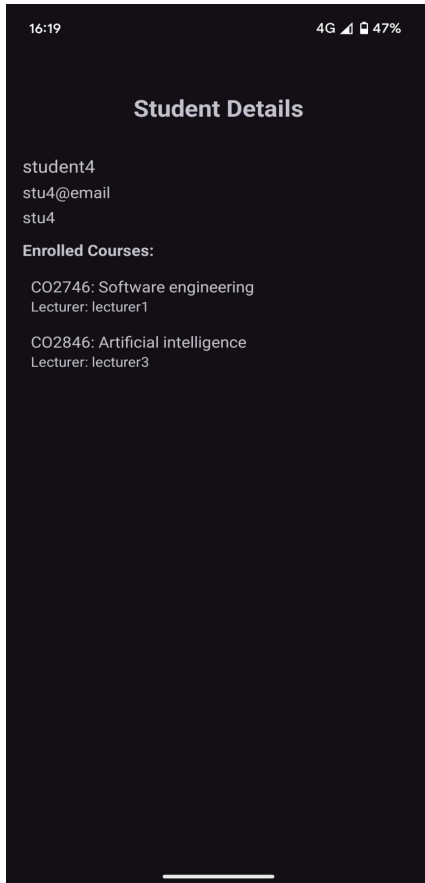 16:19 4G 47%
Student Details
student4
stu4@email
stu4
Enrolled Courses:
CO2746: Software engineering
Lecturer: lecturer1
CO2846: Artificial intelligence
Lecturer: lecturer3